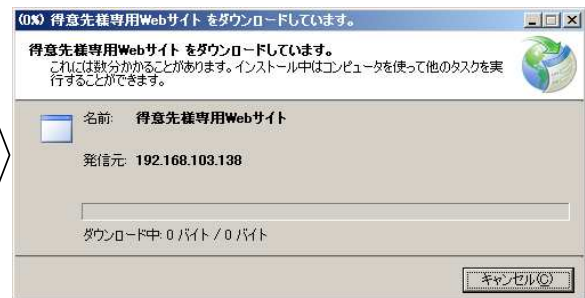 (0%) 得意先様専用Webサイト をダウンロードしています。
得意先様専用Webサイト をダウンロードしています。
これには数分かかることがあります。インストール中はコンピュータを使って他のタスクを実
行することができます。
名前: 得意先様専用Webサイト
発信元: 192.168.103.138
ダウンロード中: 0 バイト / 0 バイト
キャンセル(C)